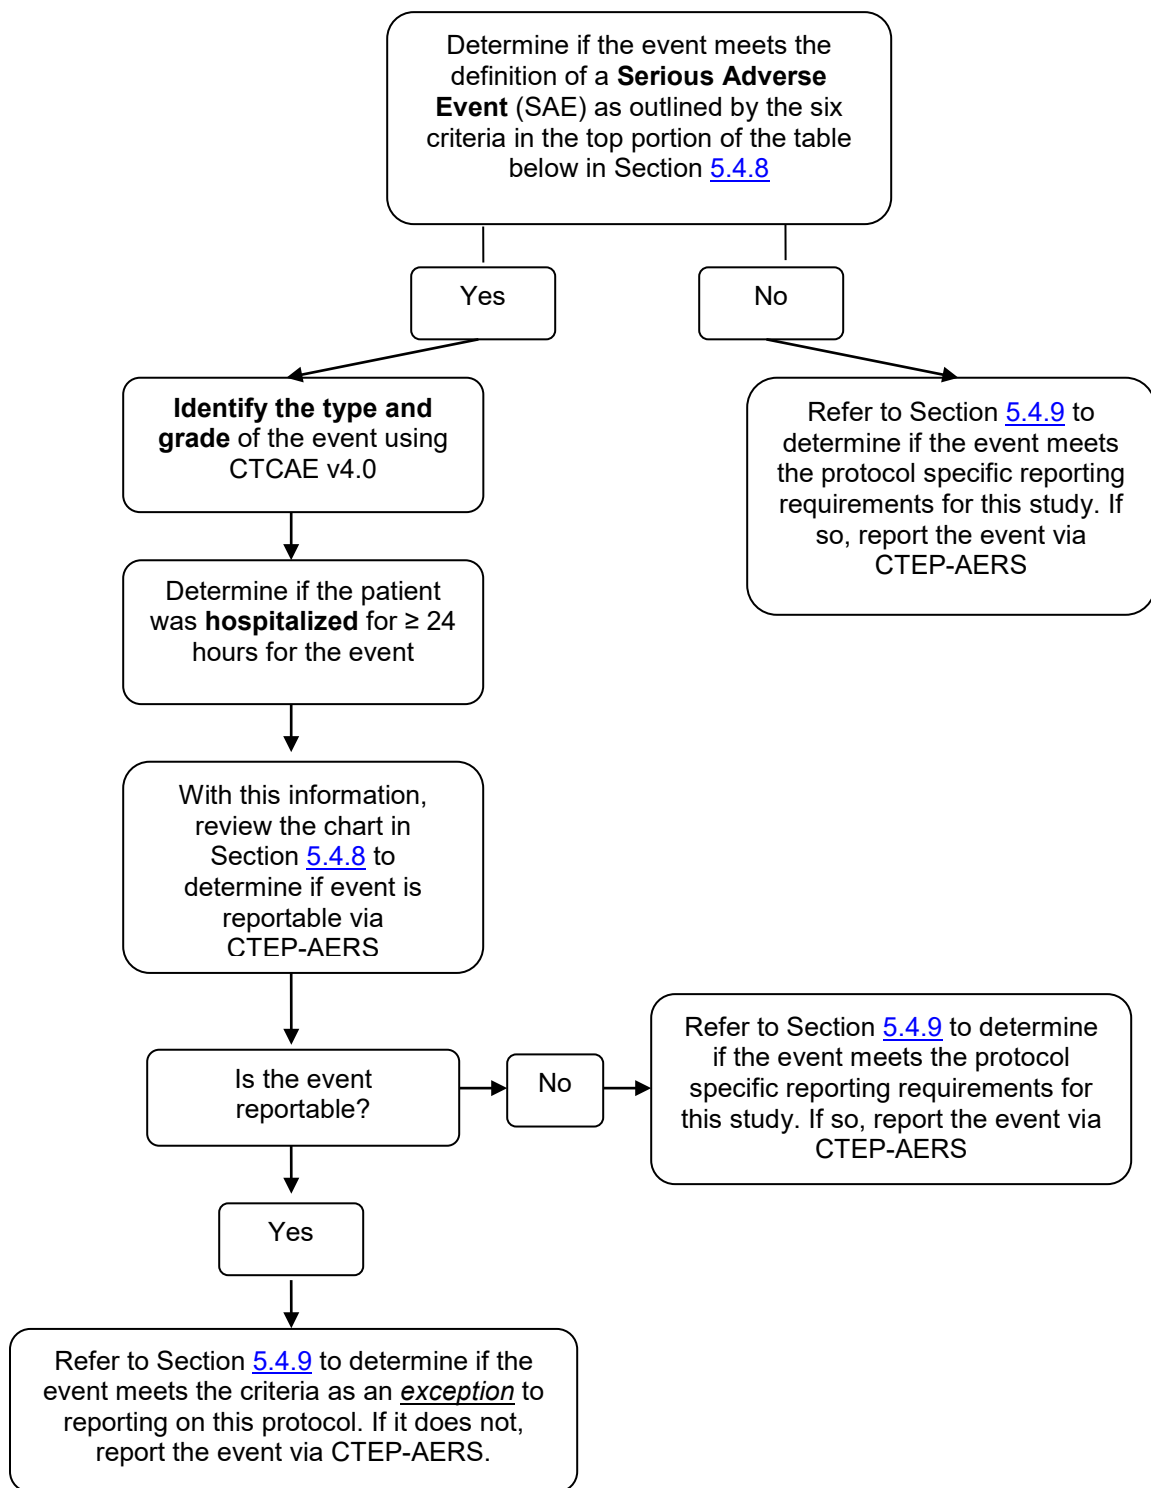 Determine if the event meets the
definition of a Serious Adverse
Event (SAE) as outlined by the six
criteria in the top portion of the table
below in Section 5.4.8
Yes
No
Identify the type and
grade of the event using
CTCAE v4.0
Refer to Section 5.4.9 to
determine if the event meets
the protocol specific reporting
requirements for this study. If
so, report the event via
CTEP-AERS
Determine if the patient
was hospitalized for ≥ 24
hours for the event
With this information,
review the chart in
Section 5.4.8 to
determine if event is
reportable via
CTEP-AERS
Is the event
reportable?
No
Refer to Section 5.4.9 to determine
if the event meets the protocol
specific reporting requirements for
this study. If so, report the event via
CTEP-AERS
Yes
Refer to Section 5.4.9 to determine if the
event meets the criteria as an exception to
reporting on this protocol. If it does not,
report the event via CTEP-AERS.